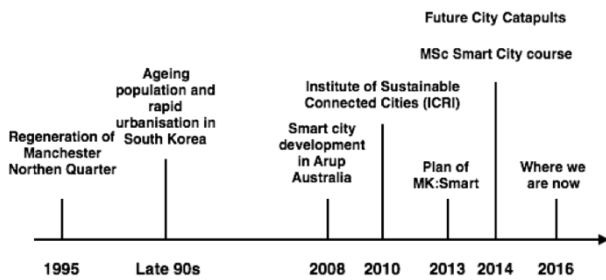 Future City Catapults
MSc Smart City course
Ageing
population and
rapid
urbanisation in
South Korea
Institute of Sustainable
Connected Cities (ICRI)
Regeneration of
Manchester
Northen Quarter
Smart city
development
in Arup
Australia
Plan of
MK:Smart
Where we
are now
1995
Late 90s
2008
2010
2013
2014
2016